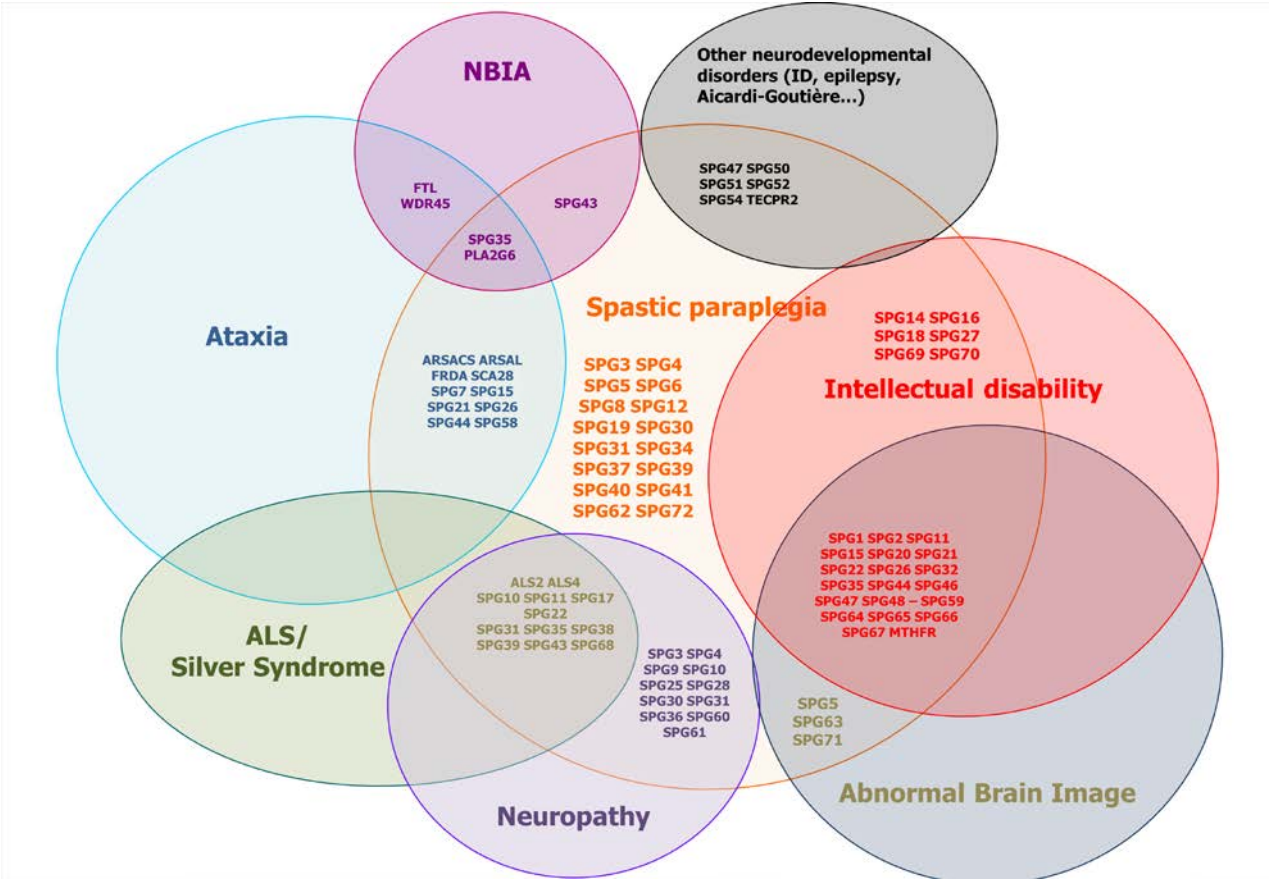 NBIA
Other neurodevelopmental
disorders (ID, epilepsy,
Aicardi-Goutière...)
SPG47 SPG50
SPG51 SPG52
SPG54 TECPR2
FTL
WDR45
SPG43
SPG35
PLA2G6
Spastic paraplegia
Ataxia
SPG14 SPG16
SPG18 SPG27
SPG69 SPG70
Intellectual disability
ARSACS ARSAL
FRDA SCA28
SPG7 SPG15
SPG21 SPG26
SPG44 SPG58
SPG3 SPG4
SPG5 SPG6
SPG8 SPG12
SPG19 SPG30
SPG31 SPG34
SPG37 SPG39
SPG40 SPG41
SPG62 SPG72
SPG1 SPG2 SPG11
SPG15 SPG20 SPG21
SPG22 SPG26 SPG32
SPG35 SPG44 SPG46
SPG47 SPG48 – SPG59
SPG64 SPG65 SPG66
SPG67 MTHFR
ALS2 ALS4
SPG10 SPG11 SPG17
SPG22
SPG31 SPG35 SPG38
SPG39 SPG43 SPG68
ALS/
Silver Syndrome
SPG3 SPG4
SPG9 SPG10
SPG25 SPG28
SPG30 SPG31
SPG36 SPG60
SPG61
SPG5
SPG63
SPG71
Abnormal Brain Image
Neuropathy